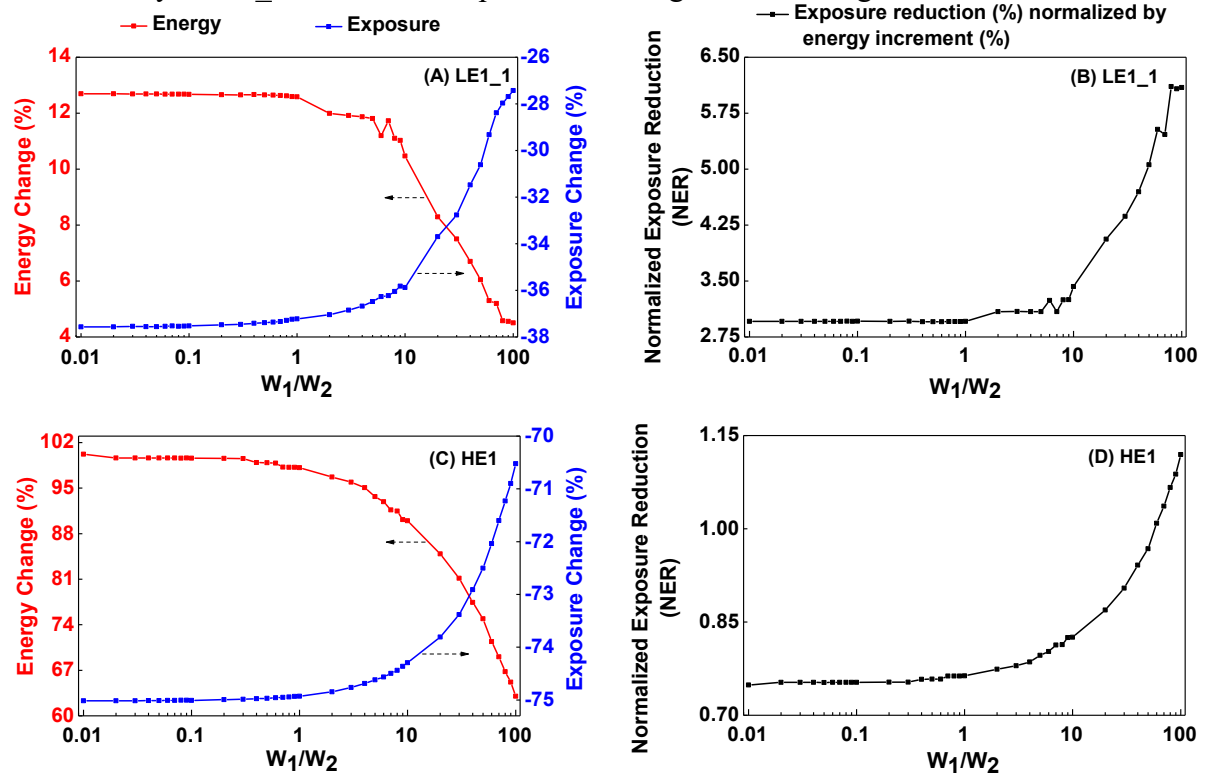 Energy Exposure
Exposure reduction (%) normalized by
energy increment (%)
(A) LE1_1
Energy Change (%)
14
12
10
8
6
4
Exposure Change (%)
-26
-28
-30
-32
-34
-36
-38
0.01 0.1 1 10 100
W1/W2
(B) LE1_1
Normalized Exposure Reduction
(NER)
6.50
5.75
5.00
4.25
3.50
2.75
0.01 0.1 1 10 100
W1/W2
(C) HE1
Energy Change (%)
102
95
88
81
74
67
60
Exposure Change (%)
-70
-71
-72
-73
-74
-75
0.01 0.1 1 10 100
W1/W2
(D) HE1
Normalized Exposure Reduction
(NER)
1.15
1.00
0.85
0.70
0.01 0.1 1 10 100
W1/W2